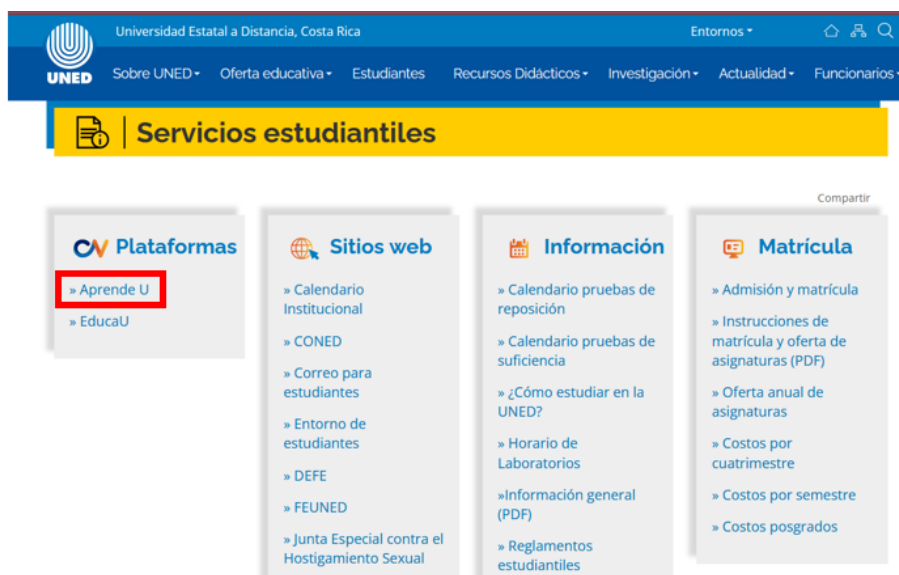 Universidad Estatal a Distancia, Costa Rica
Entornos
UNED
Sobre UNED
Oferta educativa
Estudiantes
Recursos Didácticos
Investigación
Actualidad
Funcionarios
Servicios estudiantiles
Compartir
Plataformas
» Aprende U
» EducaU
Sitios web
» Calendario
Institucional
» CONED
» Correo para
estudiantes
» Entorno de
estudiantes
» DEFE
» FEUNED
» Junta Especial contra el
Hostigamiento Sexual
Información
» Calendario pruebas de
reposición
» Calendario pruebas de
suficiencia
» ¿Cómo estudiar en la
UNED?
» Horario de
Laboratorios
»Información general
(PDF)
» Reglamentos
estudiantiles
Matrícula
» Admisión y matrícula
» Instrucciones de
matrícula y oferta de
asignaturas (PDF)
» Oferta anual de
asignaturas
» Costos por
cuatrimestre
» Costos por semestre
» Costos posgrados